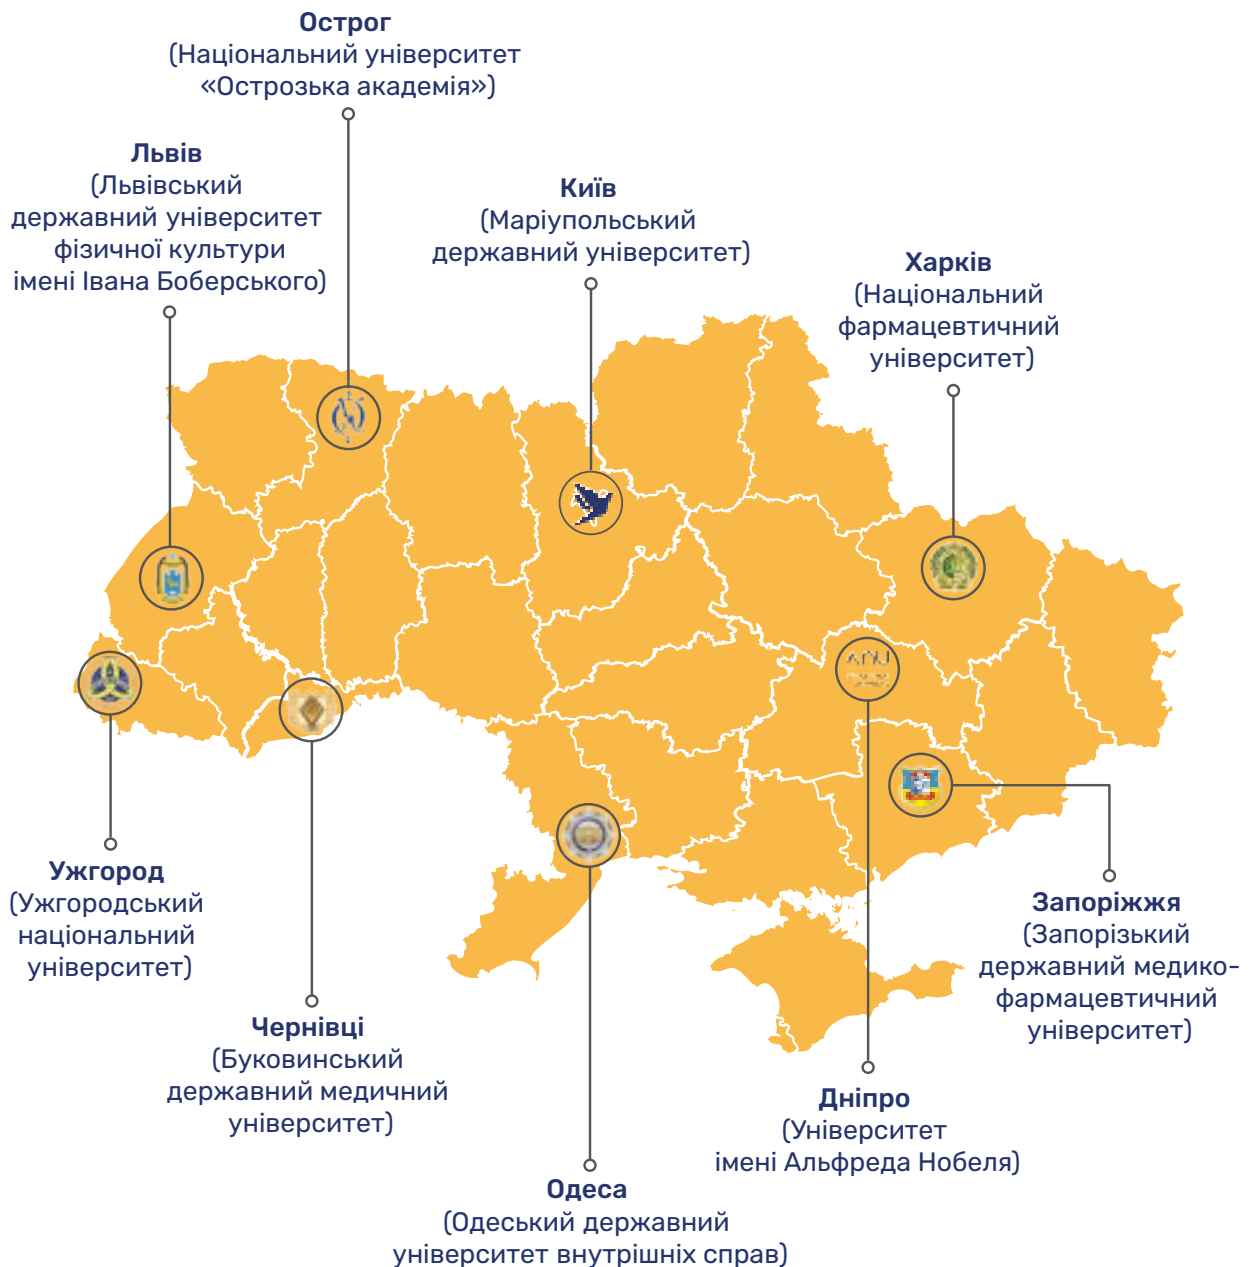 Острог
(Національний університет
«Острозька академія»)
Львів
(Львівський
державний університет
фізичної культури
імені Івана Боберського)
Київ
(Маріупольський
державний університет)
Харків
(Національний
фармацевтичний
університет)
Ужгород
(Ужгородський
національний
університет)
Чернівці
(Буковинський
державний медичний
університет)
Одеса
(Одеський державний
університет внутрішніх справ)
Дніпро
(Університет
імені Альфреда Нобеля)
Запоріжжя
(Запорізький
державний медико-
фармацевтичний
університет)